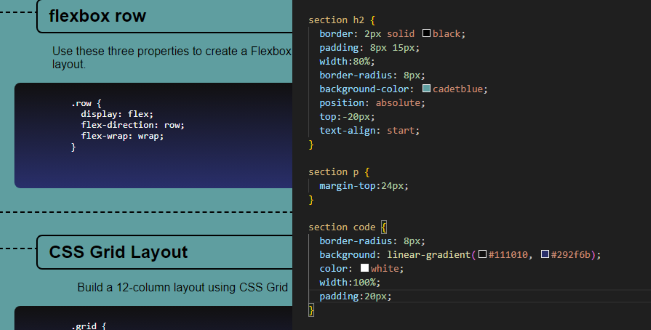 flexbox row
Use these three properties to create a Flexbox
layout.
.row {
display: flex;
flex-direction: row;
flex-wrap: wrap;
}
CSS Grid Layout
Build a 12-column layout using CSS Grid
.grid {
section h2 {
border: 2px solid black;
padding: 8px 15px;
width:80%;
border-radius: 8px;
background-color: cadetblue;
position: absolute;
top:-20px;
text-align: start;
}
section p {
margin-top:24px;
}
section code {
border-radius: 8px;
background: linear-gradient(#111010, #292f6b);
color: white;
width:100%;
padding:20px;
}